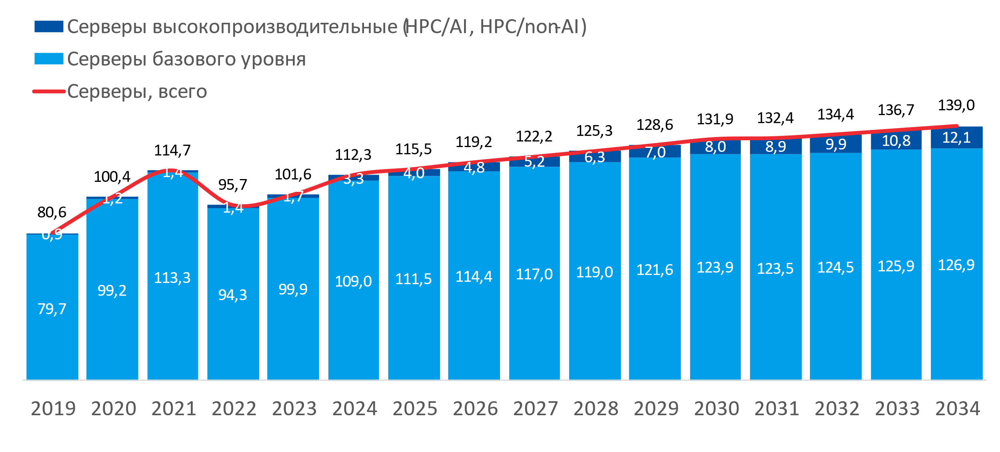 Серверы высокопроизводительные (HPC/AI, HPC/non-AI)
Серверы базового уровня
Серверы, всего
80,6 100,4 114,7 95,7 101,6 112,3 115,5 119,2 122,2 125,3 128,6 131,9 132,4 134,4 136,7 139,0
0,9 1,2 1,4 1,4 1,7 3,3 4,0 4,8 5,2 6,3 7,0 8,0 8,9 9,9 10,8 12,1
79,7 99,2 113,3 94,3 99,9 109,0 111,5 114,4 117,0 119,0 121,6 123,9 123,5 124,5 125,9 126,9
2019 2020 2021 2022 2023 2024 2025 2026 2027 2028 2029 2030 2031 2032 2033 2034